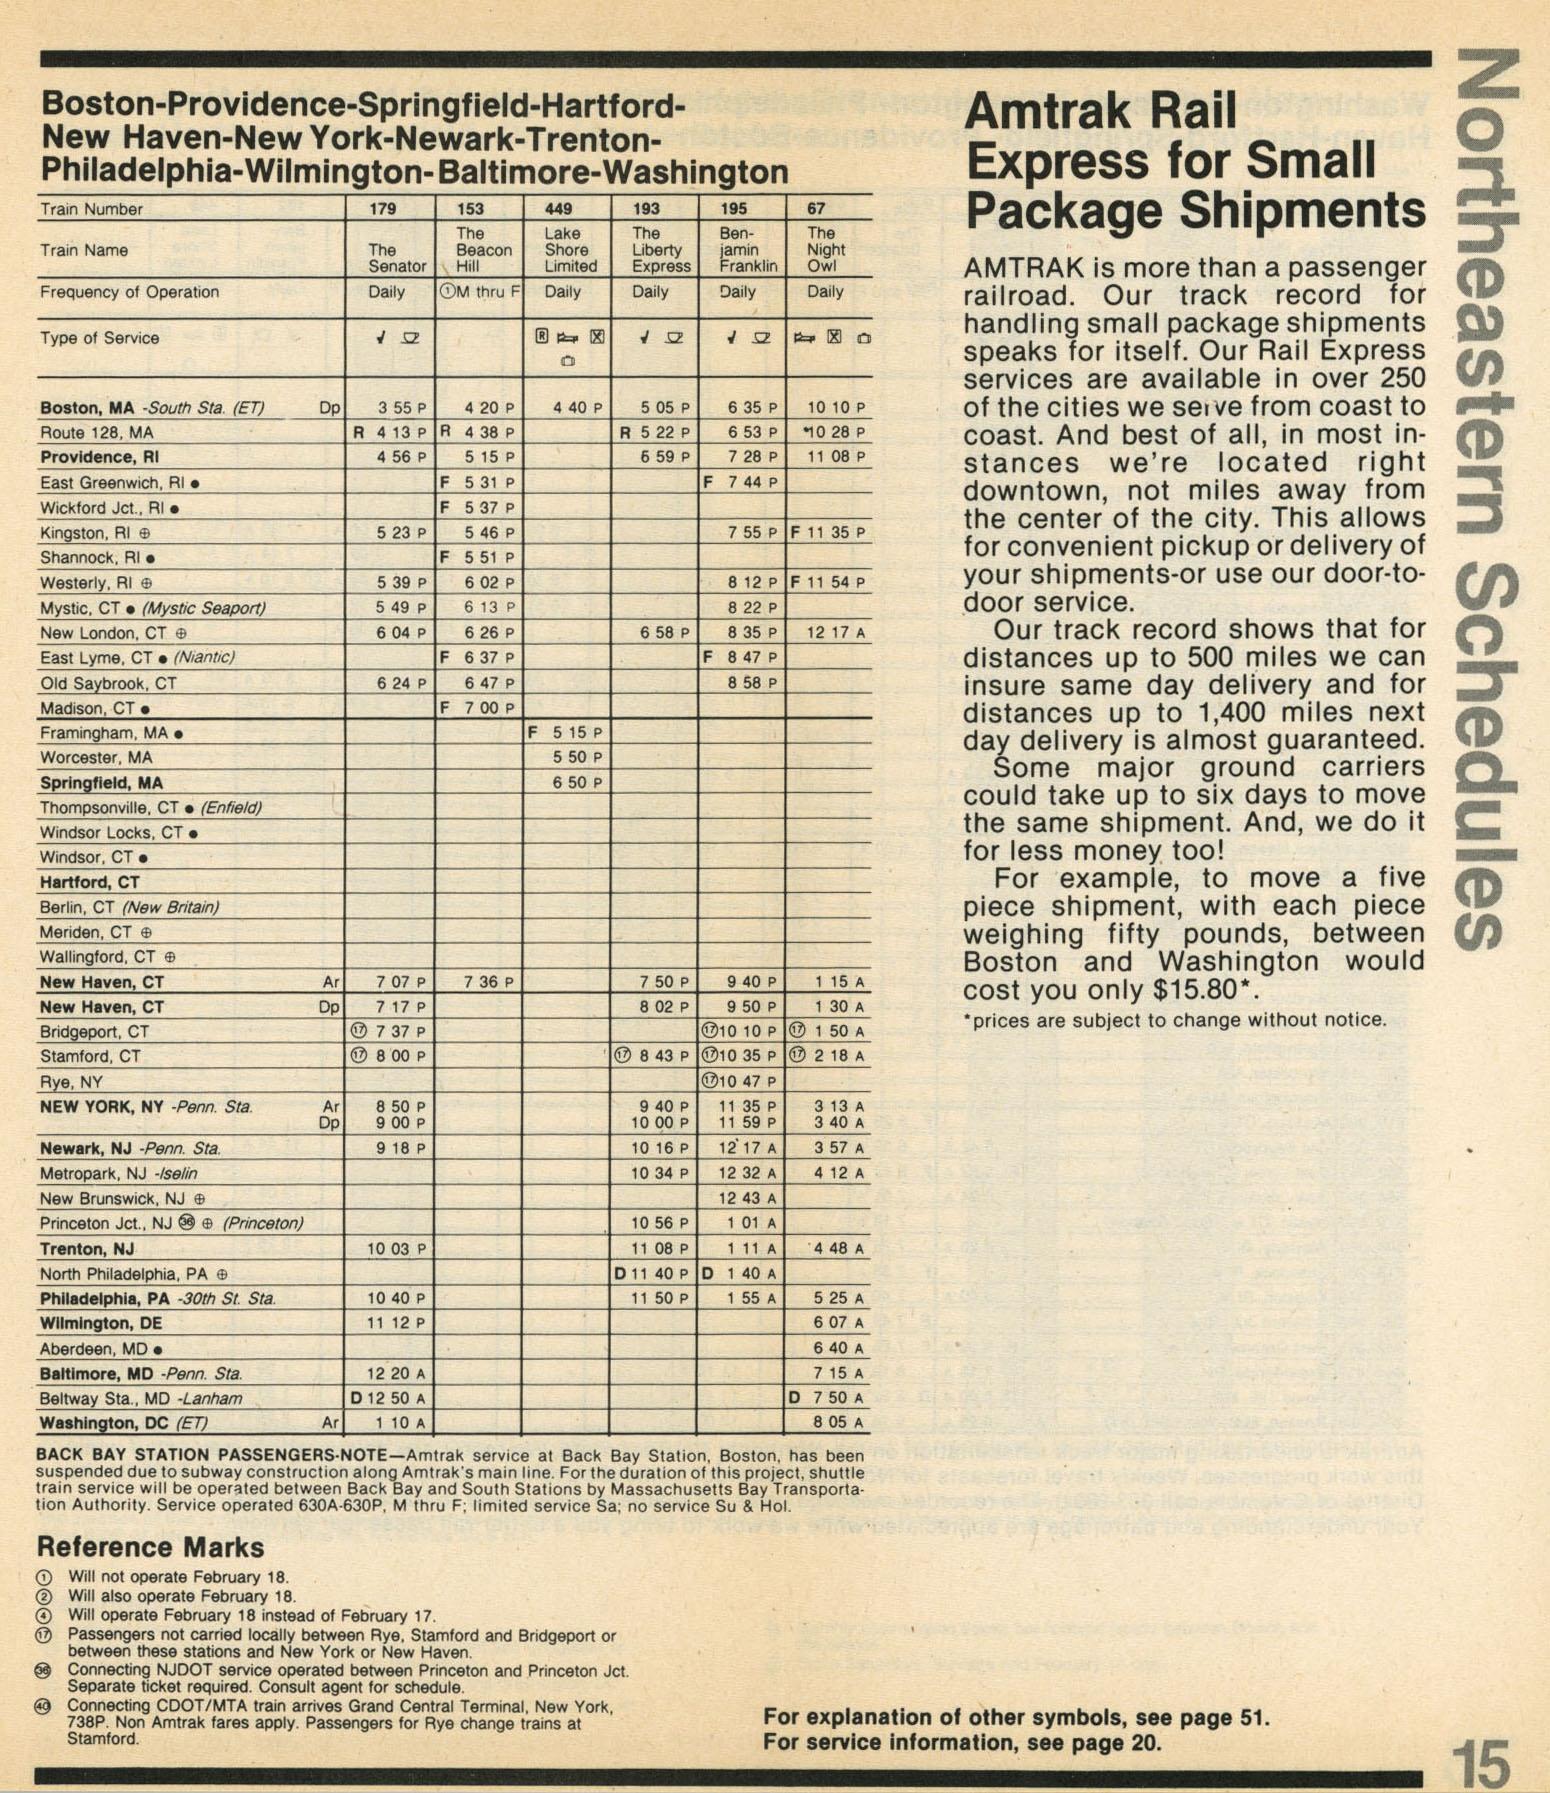 Boston-Providence-Springfield-Hartford-
New Haven-New York-Newark-Trenton-
Philadelphia-Wilmington-Baltimore-Washington
Train Number 179 153 449 193 195 67
Train Name The Senator The Beacon Hill Lake Shore Limited The Liberty Express Ben-jamin Franklin The Night Owl
Frequency of Operation Daily ①M thru F Daily Daily Daily Daily
Type of Service
Boston, MA -South Sta. (ET) Dp 3 55 P 4 20 P 4 40 P 5 05 P 6 35 P 10 10 P
Route 128, MA R 4 13 P R 4 38 P R 5 22 P 6 53 P *10 28 P
Providence, RI 4 56 P 5 15 P 5 59 P 7 28 P 11 08 P
East Greenwich, RI ● F 5 31 P F 7 44 P
Wickford Jct., RI ● F 5 37 P
Kingston, RI ⊕ 5 23 P 5 46 P 7 55 P F 11 35 P
Shannock, RI ● F 5 51 P
Westerly, RI ⊕ 5 39 P 6 02 P 8 12 P F 11 54 P
Mystic, CT ● (Mystic Seaport) 5 49 P 6 13 P 8 22 P
New London, CT ⊕ 6 04 P 6 26 P 6 58 P 8 35 P 12 17 A
East Lyme, CT ● (Niantic) F 6 37 P F 8 47 P
Old Saybrook, CT 6 24 P 6 47 P 8 58 P
Madison, CT ● F 7 00 P
Framingham, MA ● F 5 15 P
Worcester, MA 5 50 P
Springfield, MA 6 50 P
Thompsonville, CT ● (Enfield)
Windsor Locks, CT ●
Windsor, CT ●
Hartford, CT
Berlin, CT (New Britain)
Meriden, CT ⊕
Wallingford, CT ⊕
New Haven, CT Ar 7 07 P 7 36 P 7 50 P 9 40 P 1 15 A
New Haven, CT Dp 7 17 P 8 02 P 9 50 P 1 30 A
Bridgeport, CT ⑰ 7 37 P ⑰10 10 P ⑰ 1 50 A
Stamford, CT ⑰ 8 00 P ⑰ 8 43 P ⑰10 35 P ⑰ 2 18 A
Rye, NY ⑰10 47 P
NEW YORK, NY -Penn. Sta. Ar 8 50 P 9 40 P 11 35 P 3 13 A
Dp 9 00 P 10 00 P 11 59 P 3 40 A
Newark, NJ -Penn. Sta. 9 18 P 10 16 P 12 17 A 3 57 A
Metropark, NJ -Iselin 10 34 P 12 32 A 4 12 A
New Brunswick, NJ ⊕ 12 43 A
Princeton Jct., NJ ㊱ ⊕ (Princeton) 10 56 P 1 01 A
Trenton, NJ 10 03 P 11 08 P 1 11 A 4 48 A
North Philadelphia, PA ⊕ D 11 40 P D 1 40 A
Philadelphia, PA -30th St. Sta. 10 40 P 11 50 P 1 55 A 5 25 A
Wilmington, DE 11 12 P 6 07 A
Aberdeen, MD ● 6 40 A
Baltimore, MD -Penn. Sta. 12 20 A 7 15 A
Beltway Sta., MD -Lanham D 12 50 A D 7 50 A
Washington, DC (ET) Ar 1 10 A 8 05 A
BACK BAY STATION PASSENGERS-NOTE—Amtrak service at Back Bay Station, Boston, has been
suspended due to subway construction along Amtrak's main line. For the duration of this project, shuttle
train service will be operated between Back Bay and South Stations by Massachusetts Bay Transporta-
tion Authority. Service operated 630A-630P, M thru F; limited service Sa; no service Su & Hol.
Reference Marks
① Will not operate February 18.
② Will also operate February 18.
④ Will operate February 18 instead of February 17.
⑰ Passengers not carried locally between Rye, Stamford and Bridgeport or
between these stations and New York or New Haven.
㊱ Connecting NJDOT service operated between Princeton and Princeton Jct.
Separate ticket required. Consult agent for schedule.
㊵ Connecting CDOT/MTA train arrives Grand Central Terminal, New York,
738P. Non Amtrak fares apply. Passengers for Rye change trains at
Stamford.
Amtrak Rail
Express for Small
Package Shipments
AMTRAK is more than a passenger
railroad. Our track record for
handling small package shipments
speaks for itself. Our Rail Express
services are available in over 250
of the cities we serve from coast to
coast. And best of all, in most in-
stances we're located right
downtown, not miles away from
the center of the city. This allows
for convenient pickup or delivery of
your shipments-or use our door-to-
door service.
Our track record shows that for
distances up to 500 miles we can
insure same day delivery and for
distances up to 1,400 miles next
day delivery is almost guaranteed.
Some major ground carriers
could take up to six days to move
the same shipment. And, we do it
for less money too!
For example, to move a five
piece shipment, with each piece
weighing fifty pounds, between
Boston and Washington would
cost you only $15.80*.
*prices are subject to change without notice.
For explanation of other symbols, see page 51.
For service information, see page 20.
Northeastern Schedules
15